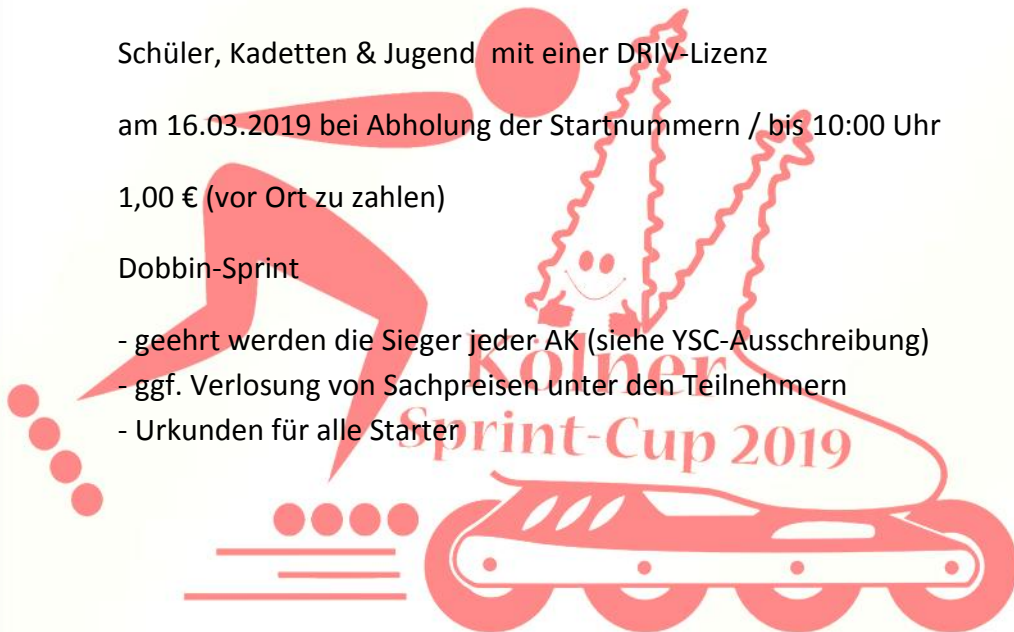 Schüler, Kadetten & Jugend  mit einer DRIV-Lizenz
am 16.03.2019 bei Abholung der Startnummern / bis 10:00 Uhr
1,00 € (vor Ort zu zahlen)
Dobbin-Sprint
- geehrt werden die Sieger jeder AK (siehe YSC-Ausschreibung)
- ggf. Verlosung von Sachpreisen unter den Teilnehmern
- Urkunden für alle Starter
Kölner
Sprint-Cup 2019